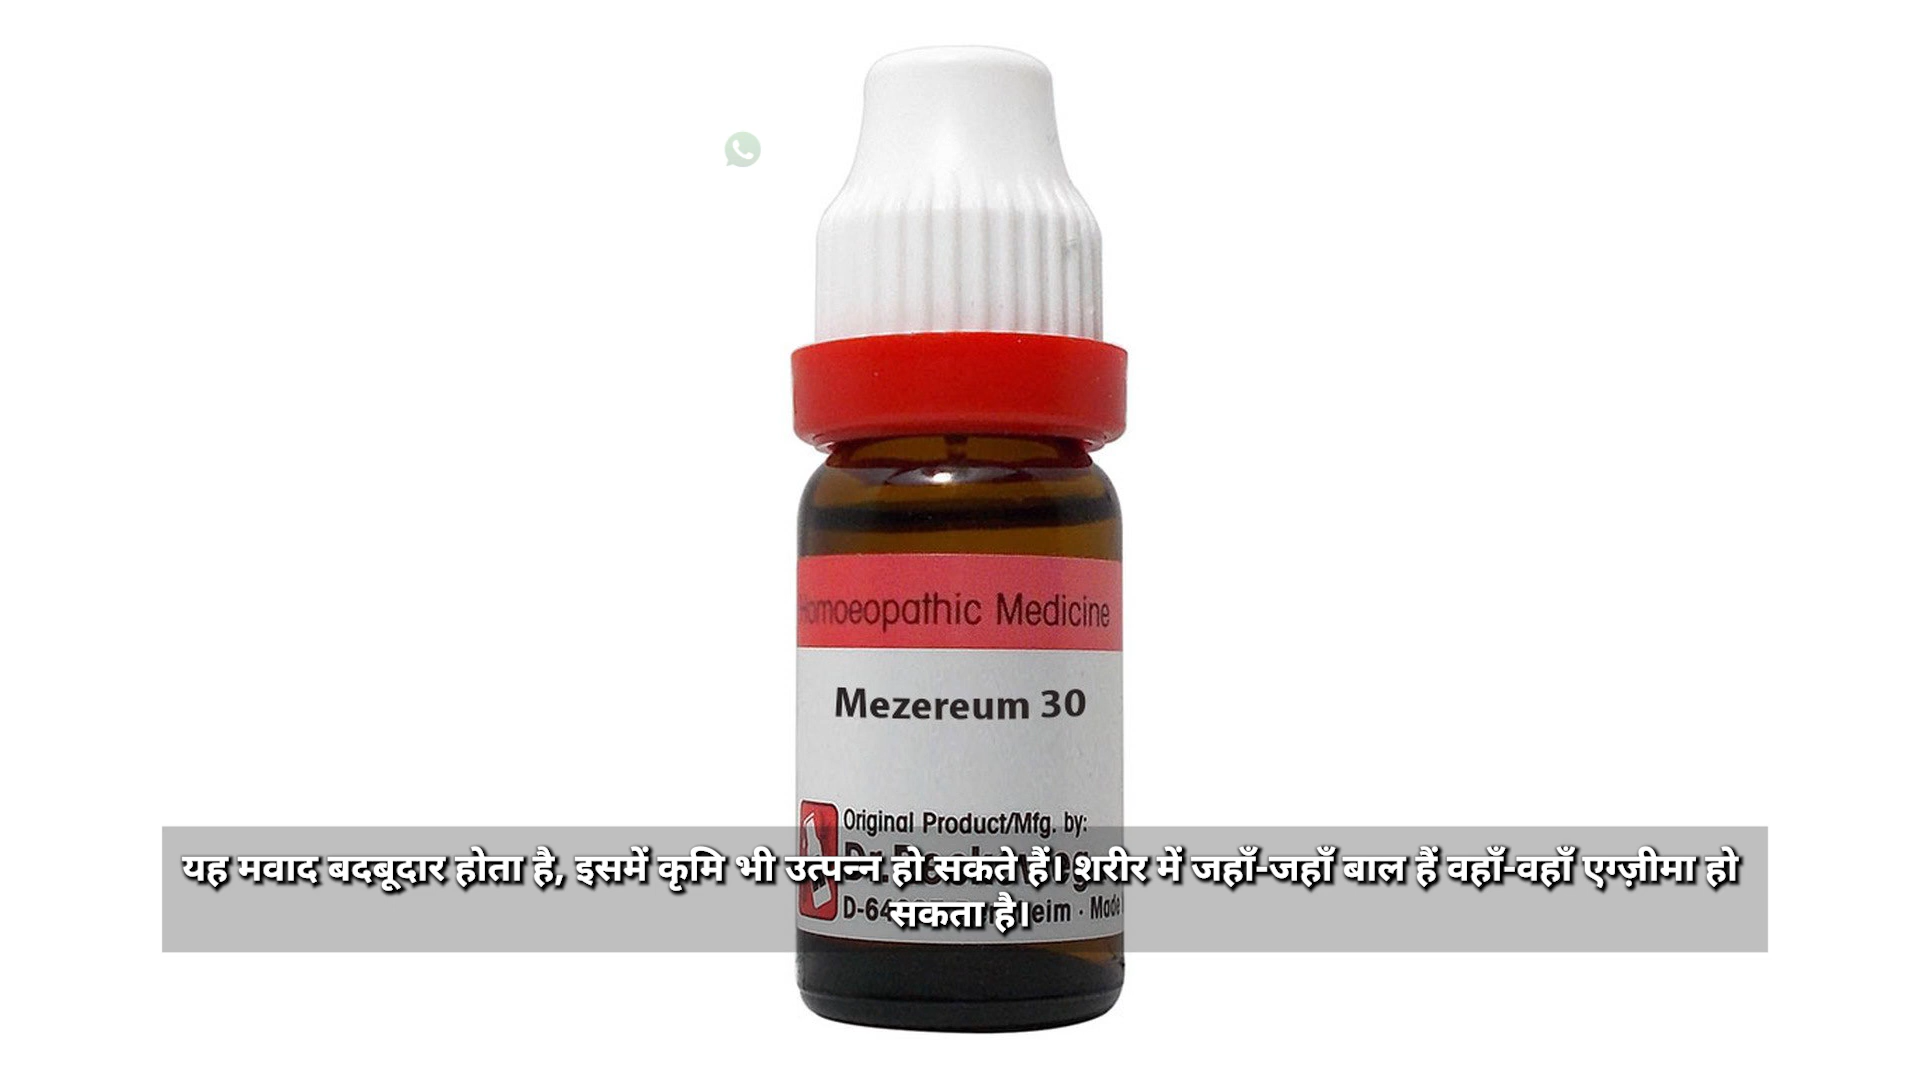 Homoeopathic Medicine
Mezereum 30
Original Product/Mfg. by:
यह मवाद बदबूदार होता है, इसमें कृमि भी उत्पन्न हो सकते हैं। शरीर में जहाँ-जहाँ बाल हैं वहाँ-वहाँ एग्ज़ीमा हो
सकता है।
Made